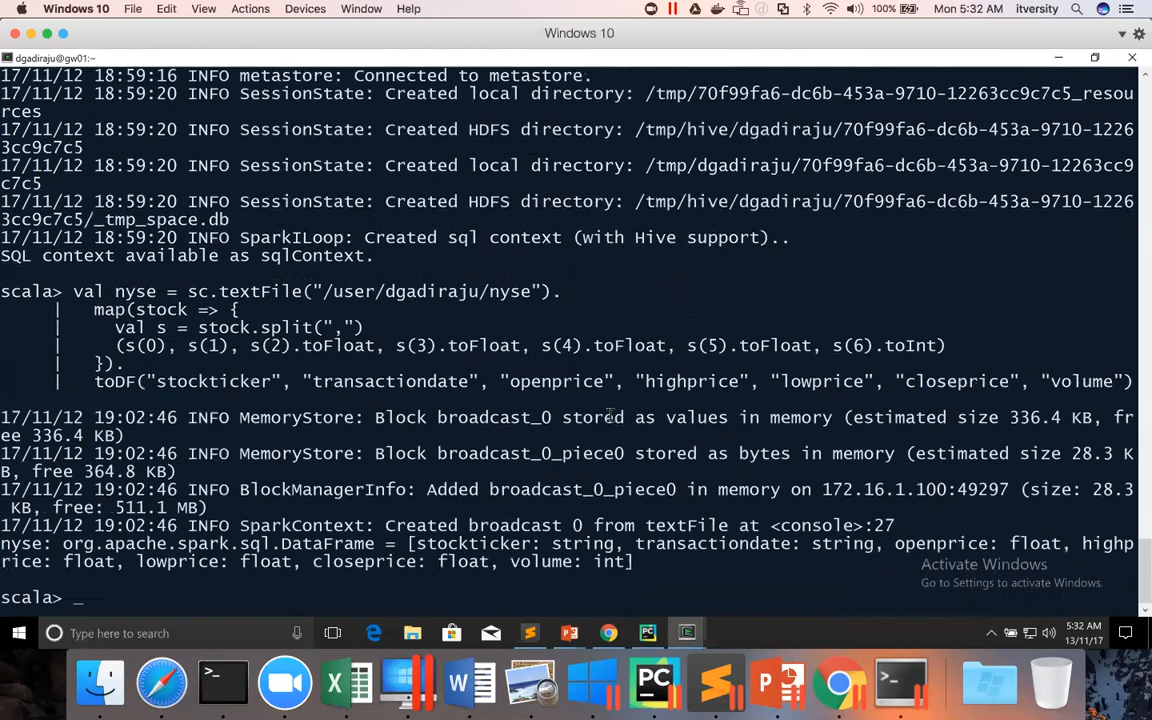 Windows 10 File Edit View Actions Devices Window Help 100% Mon 5:32 AM itversity
Windows 10
dgadiraju@gw01:~
17/11/12 18:59:16 INFO metastore: Connected to metastore.
17/11/12 18:59:20 INFO SessionState: Created local directory: /tmp/70f99fa6-dc6b-453a-9710-12263cc9c7c5_resou
rces
17/11/12 18:59:20 INFO SessionState: Created HDFS directory: /tmp/hive/dgadiraju/70f99fa6-dc6b-453a-9710-1226
3cc9c7c5
17/11/12 18:59:20 INFO SessionState: Created local directory: /tmp/dgadiraju/70f99fa6-dc6b-453a-9710-12263cc9
c7c5
17/11/12 18:59:20 INFO SessionState: Created HDFS directory: /tmp/hive/dgadiraju/70f99fa6-dc6b-453a-9710-1226
3cc9c7c5/_tmp_space.db
17/11/12 18:59:20 INFO SparkILoop: Created sql context (with Hive support)..
SQL context available as sqlContext.
scala> val nyse = sc.textFile("/user/dgadiraju/nyse").
| map(stock => {
| val s = stock.split(",")
| (s(0), s(1), s(2).toFloat, s(3).toFloat, s(4).toFloat, s(5).toFloat, s(6).toInt)
| }).
| toDF("stockticker", "transactiondate", "openprice", "highprice", "lowprice", "closeprice", "volume")
17/11/12 19:02:46 INFO MemoryStore: Block broadcast_0 stored as values in memory (estimated size 336.4 KB, fr
ee 336.4 KB)
17/11/12 19:02:46 INFO MemoryStore: Block broadcast_0_piece0 stored as bytes in memory (estimated size 28.3 K
B, free 364.8 KB)
17/11/12 19:02:46 INFO BlockManagerInfo: Added broadcast_0_piece0 in memory on 172.16.1.100:49297 (size: 28.3
KB, free: 511.1 MB)
17/11/12 19:02:46 INFO SparkContext: Created broadcast 0 from textFile at <console>:27
nyse: org.apache.spark.sql.DataFrame = [stockticker: string, transactiondate: string, openprice: float, highp
rice: float, lowprice: float, closeprice: float, volume: int]
Activate Windows
Go to Settings to activate Windows.
scala> _
Type here to search
5:32 AM
13/11/17